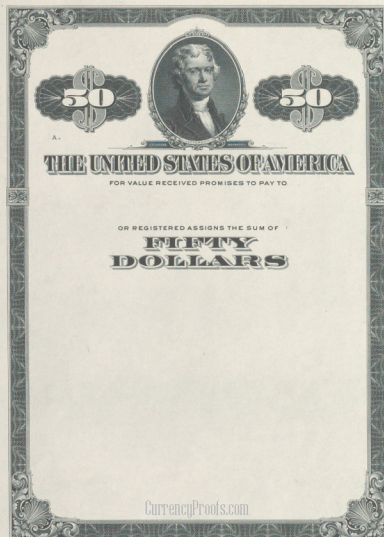 50 50
A.
THE UNITED STATES OF AMERICA
FOR VALUE RECEIVED PROMISES TO PAY TO
OR REGISTERED ASSIGNS THE SUM OF
FIFTY
DOLLARS
CurrencyProofs.com